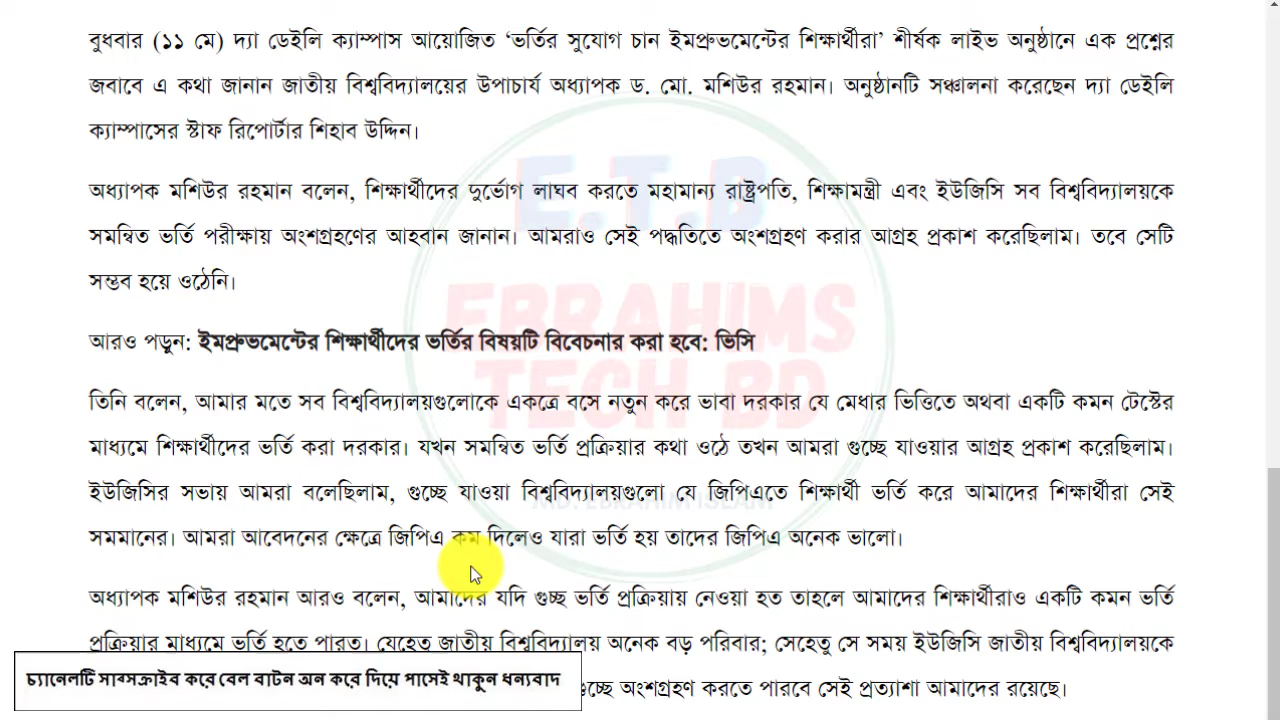 বুধবার (১১ মে) দ্যা ডেইলি ক্যাম্পাস আয়োজিত ‘ভর্তির সুযোগ চান ইমপ্রুভমেন্টের শিক্ষার্থীরা’ শীর্ষক লাইভ অনুষ্ঠানে এক প্রশ্নের
জবাবে এ কথা জানান জাতীয় বিশ্ববিদ্যালয়ের উপাচার্য অধ্যাপক ড. মো. মশিউর রহমান। অনুষ্ঠানটি সঞ্চালনা করেছেন দ্যা ডেইলি
ক্যাম্পাসের স্টাফ রিপোর্টার শিহাব উদ্দিন।
E.T.B
অধ্যাপক মশিউর রহমান বলেন, শিক্ষার্থীদের দুর্ভোগ লাঘব করতে মহামান্য রাষ্ট্রপতি, শিক্ষামন্ত্রী এবং ইউজিসি সব বিশ্ববিদ্যালয়কে
সমন্বিত ভর্তি পরীক্ষায় অংশগ্রহণের আহবান জানান। আমরাও সেই পদ্ধতিতে অংশগ্রহণ করার আগ্রহ প্রকাশ করেছিলাম। তবে সেটি
সম্ভব হয়ে ওঠেনি।
EBRAHIMS
আরও পড়ুন: ইমপ্রুভমেন্টের শিক্ষার্থীদের ভর্তির বিষয়টি বিবেচনার করা হবে: ভিসি
TECH BD
তিনি বলেন, আমার মতে সব বিশ্ববিদ্যালয়গুলোকে একত্রে বসে নতুন করে ভাবা দরকার যে মেধার ভিত্তিতে অথবা একটি কমন টেস্টের
মাধ্যমে শিক্ষার্থীদের ভর্তি করা দরকার। যখন সমন্বিত ভর্তি প্রক্রিয়ার কথা ওঠে তখন আমরা গুচ্ছে যাওয়ার আগ্রহ প্রকাশ করেছিলাম।
ইউজিসির সভায় আমরা বলেছিলাম, গুচ্ছে যাওয়া বিশ্ববিদ্যালয়গুলো যে জিপিএতে শিক্ষার্থী ভর্তি করে আমাদের শিক্ষার্থীরা সেই
MD. EBRAHIM ISLAM
সমমানের। আমরা আবেদনের ক্ষেত্রে জিপিএ কম দিলেও যারা ভর্তি হয় তাদের জিপিএ অনেক ভালো।
অধ্যাপক মশিউর রহমান আরও বলেন, আমাদের যদি গুচ্ছ ভর্তি প্রক্রিয়ায় নেওয়া হত তাহলে আমাদের শিক্ষার্থীরাও একটি কমন ভর্তি
প্রক্রিয়ার মাধ্যমে ভর্তি হতে পারত। যেহেতু জাতীয় বিশ্ববিদ্যালয় অনেক বড় পরিবার; সেহেতু সে সময় ইউজিসি জাতীয় বিশ্ববিদ্যালয়কে
গুচ্ছে অংশগ্রহণ করতে পারবে সেই প্রত্যাশা আমাদের রয়েছে।
চ্যানেলটি সাবসক্রাইব করে বেল বাটন অন করে দিয়ে পাসেই থাকুন ধন্যবাদ